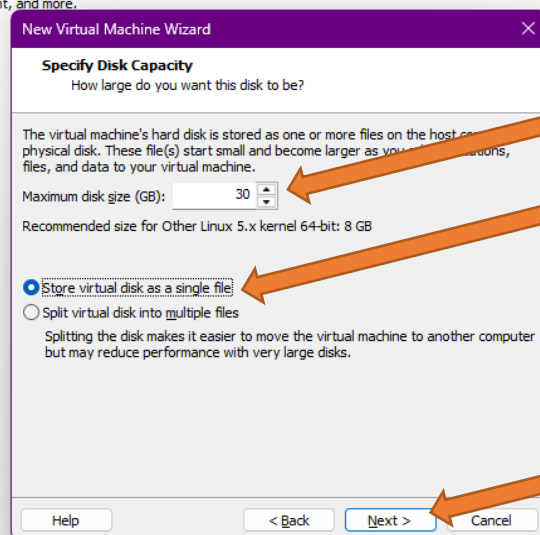 nt, and more.
New Virtual Machine Wizard
Specify Disk Capacity
How large do you want this disk to be?
The virtual machine's hard disk is stored as one or more files on the host
physical disk. These file(s) start small and become larger as you
files, and data to your virtual machine.
Maximum disk size (GB): 30
Recommended size for Other Linux 5.x kernel 64-bit: 8 GB
Store virtual disk as a single file
Split virtual disk into multiple files
Splitting the disk makes it easier to move the virtual machine to another computer
but may reduce performance with very large disks.
Help < Back Next > Cancel